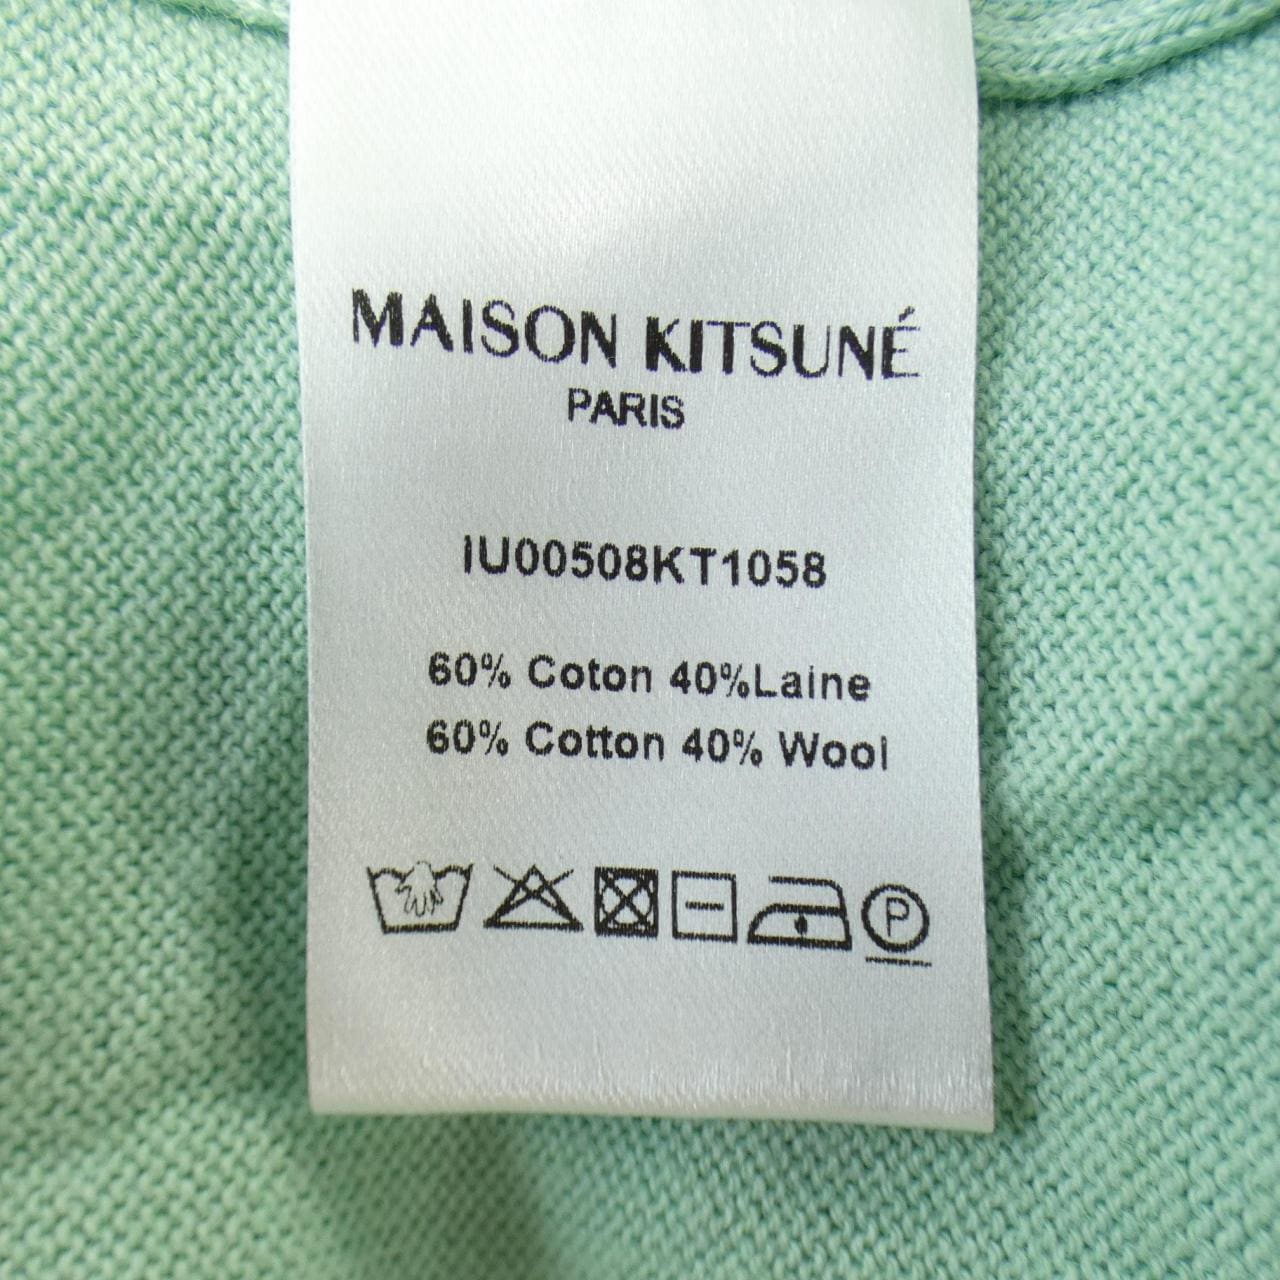 MAISON KITSUNÉ
PARIS
IU00508KT1058
60% Coton 40%Laine
60% Cotton 40% Wool
P